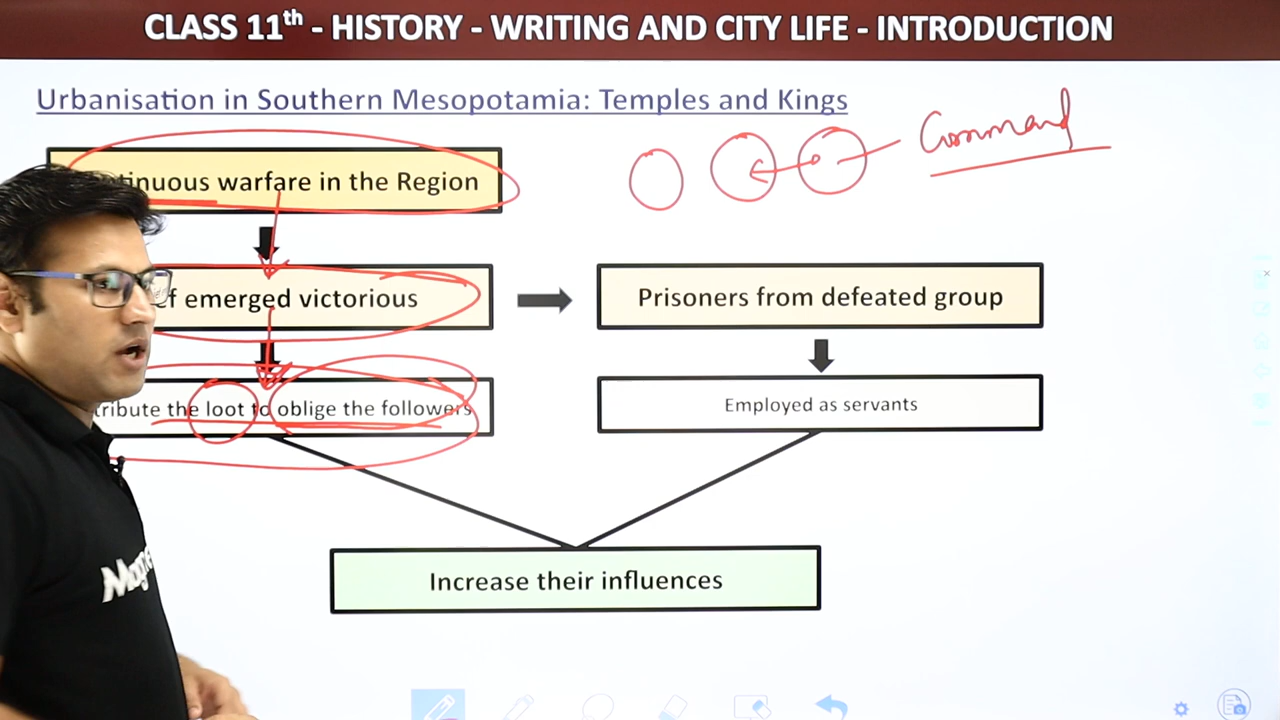 CLASS 11th - HISTORY - WRITING AND CITY LIFE - INTRODUCTION
Urbanisation in Southern Mesopotamia: Temples and Kings
Command
tinuous warfare in the Region
f emerged victorious
Prisoners from defeated group
tribute the loot to oblige the followers
Employed as servants
Increase their influences
Magne